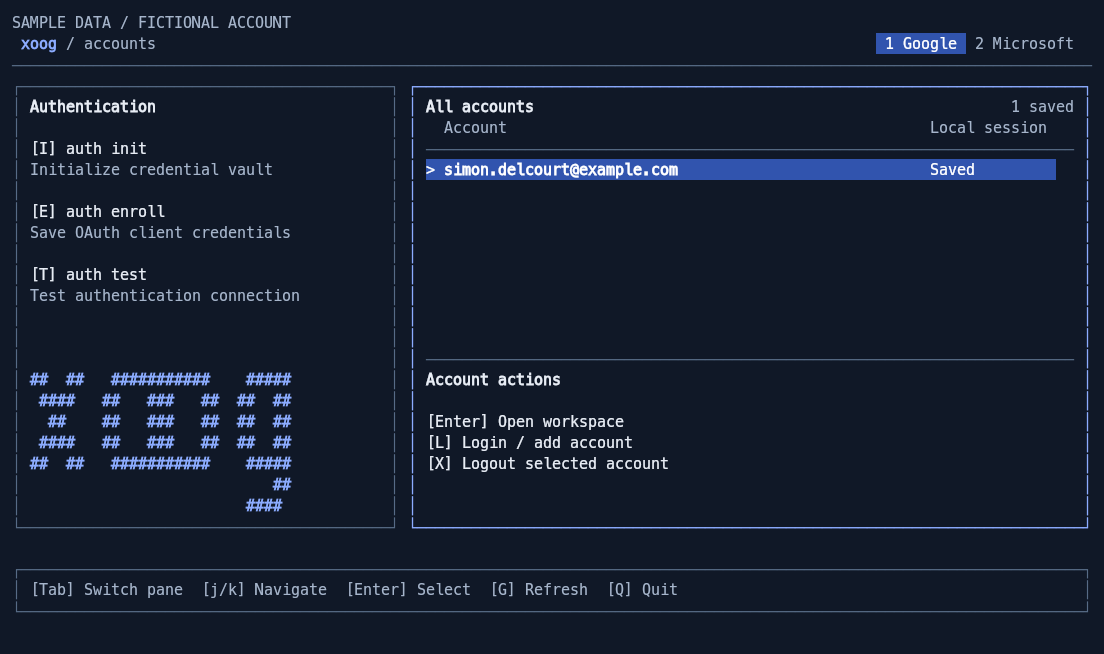 SAMPLE DATA / FICTIONAL ACCOUNT
xoog / accounts
1 Google 2 Microsoft
Authentication
[I] auth init
Initialize credential vault
[E] auth enroll
Save OAuth client credentials
[T] auth test
Test authentication connection
##  ##   ###########    #####
 ####   ##   ###   ##  ##  ##
  ##    ##   ###   ##  ##  ##
 ####   ##   ###   ##  ##  ##
##  ##   ###########    #####
                           ##
                        ####
All accounts 1 saved
Account Local session
> simon.delcourt@example.com Saved
Account actions
[Enter] Open workspace
[L] Login / add account
[X] Logout selected account
[Tab] Switch pane [j/k] Navigate [Enter] Select [G] Refresh [Q] Quit